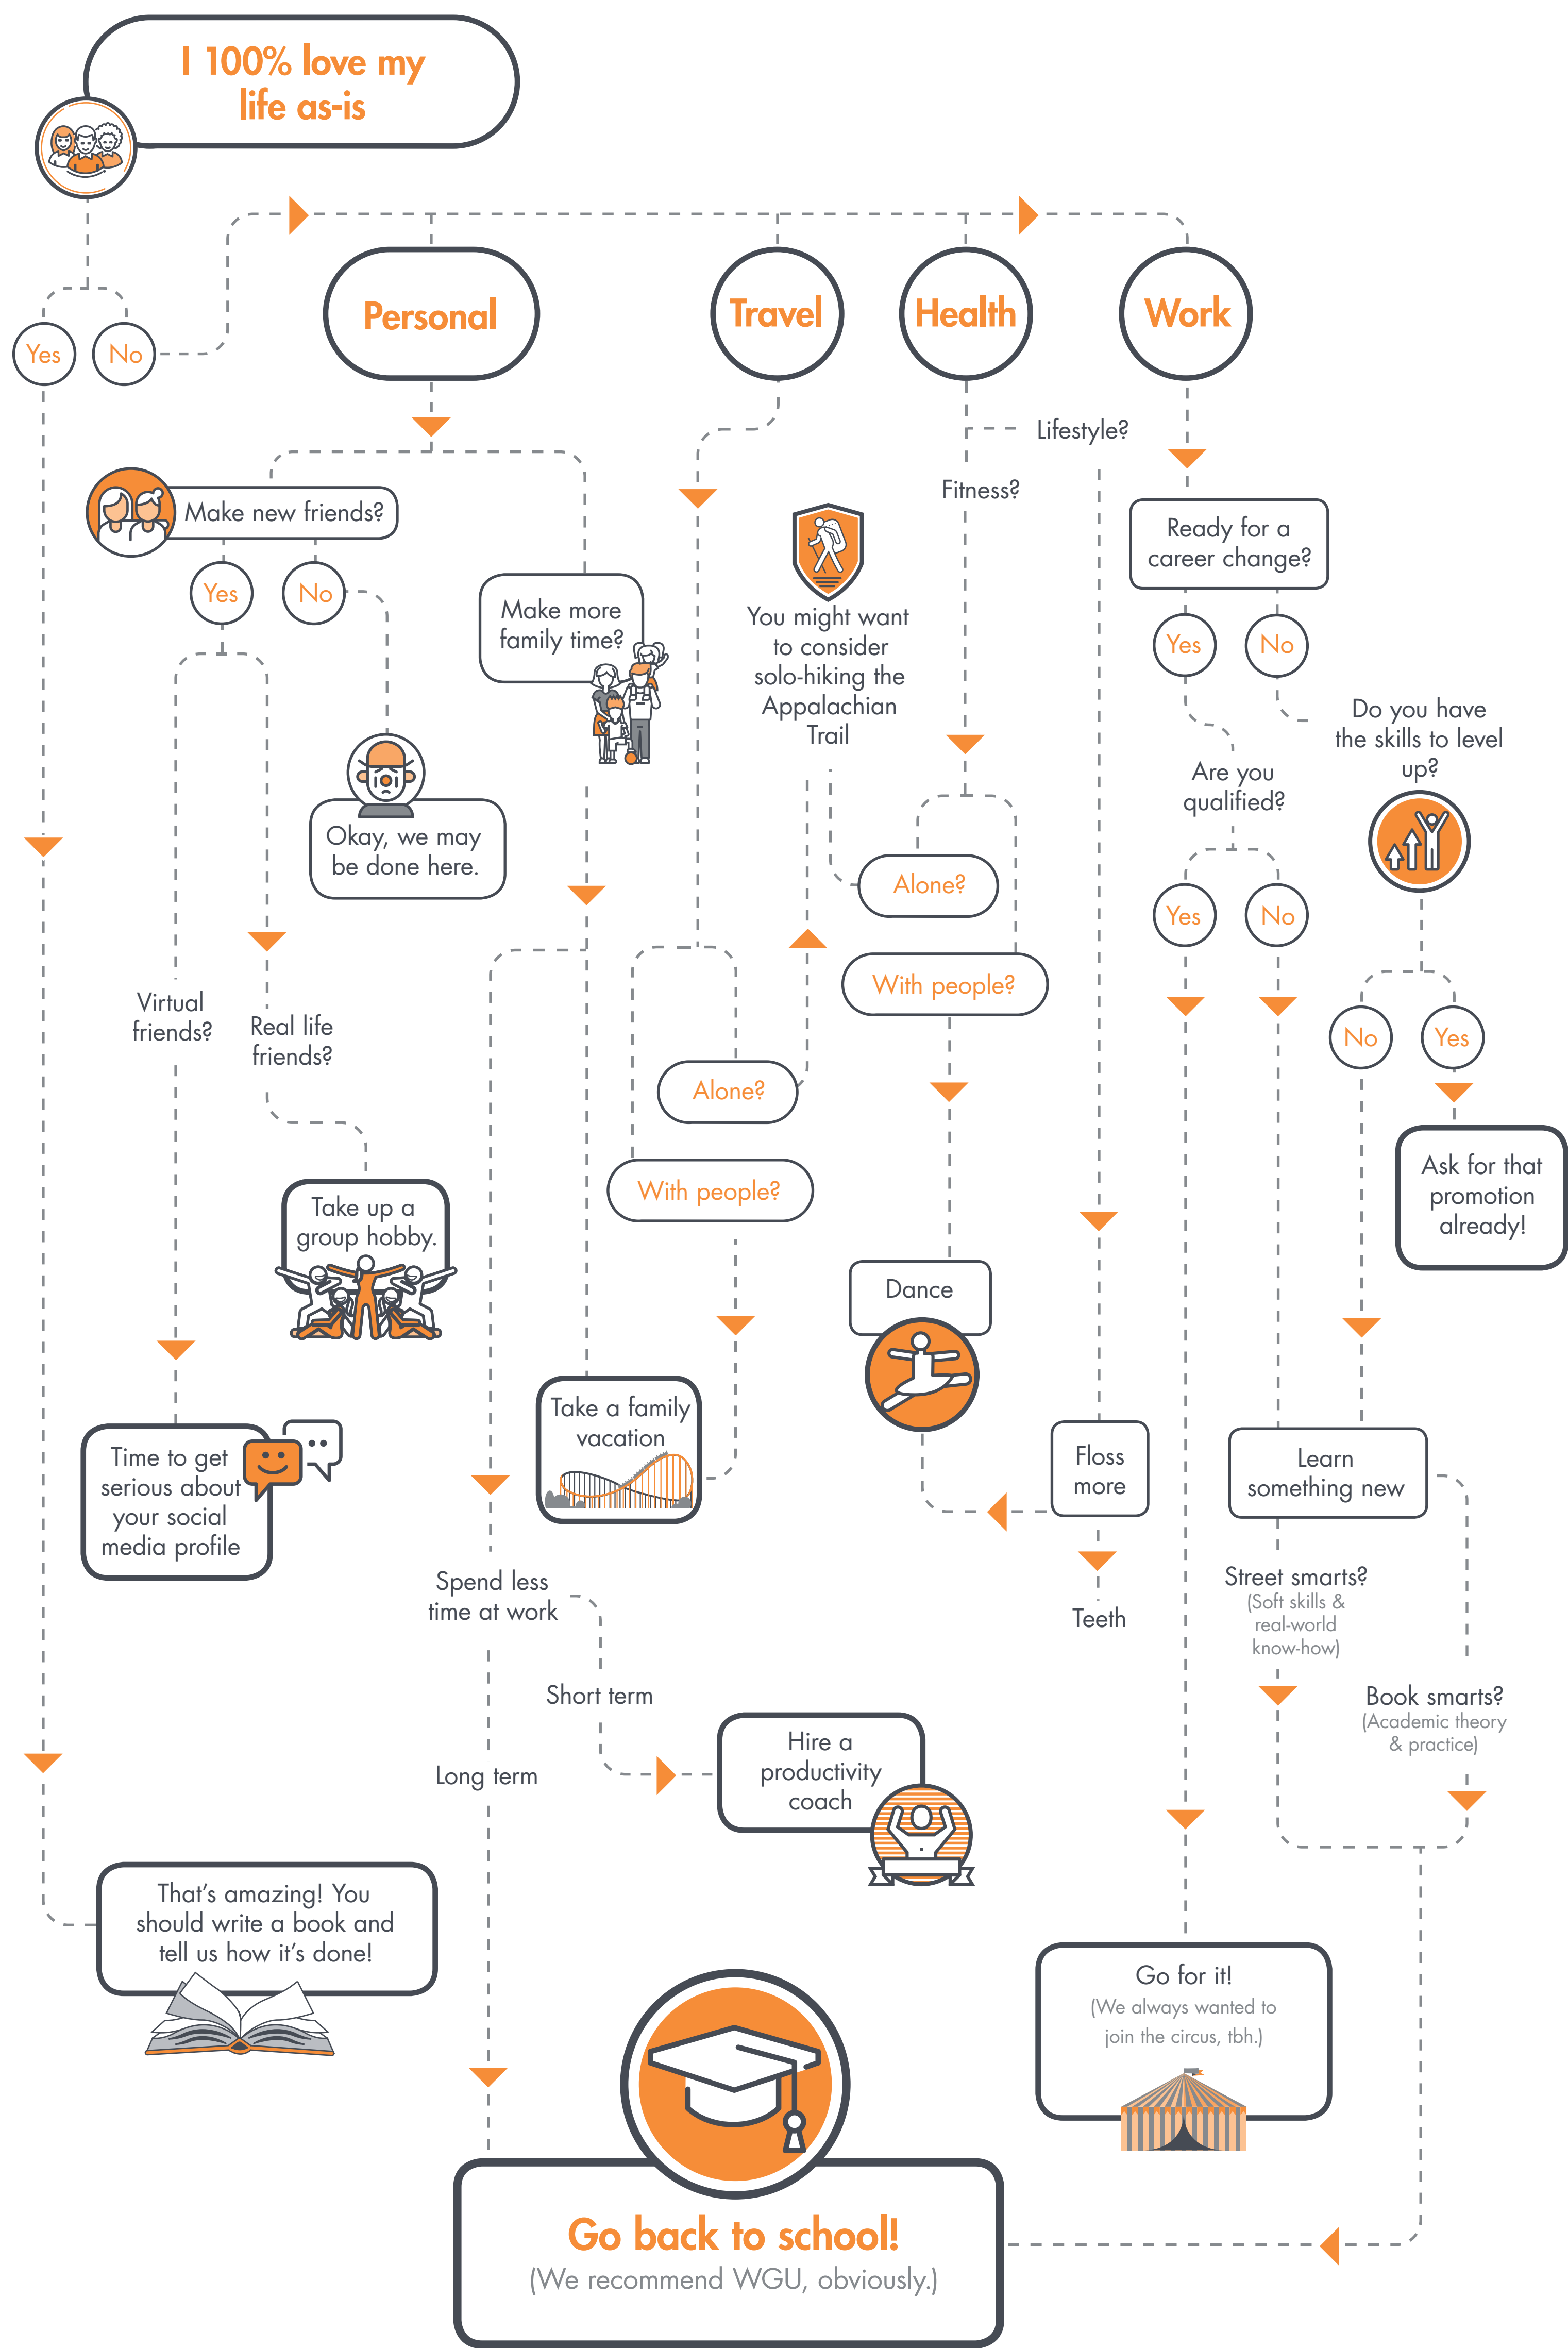 I 100% love my
life as-is
Yes
No
Personal
Travel
Health
Work
Lifestyle?
Fitness?
Make new friends?
Yes
No
Make more
family time?
You might want
to consider
solo-hiking the
Appalachian
Trail
Ready for a
career change?
Yes
No
Do you have
the skills to level
up?
Are you
qualified?
Okay, we may
be done here.
Alone?
Yes
No
With people?
Virtual
friends?
Real life
friends?
No
Yes
Alone?
With people?
Ask for that
promotion
already!
Take up a
group hobby.
Dance
Take a family
vacation
Time to get
serious about
your social
media profile
Floss
more
Learn
something new
Spend less
time at work
Teeth
Street smarts?
(Soft skills &
real-world
know-how)
Short term
Book smarts?
(Academic theory
& practice)
Long term
Hire a
productivity
coach
That's amazing! You
should write a book and
tell us how it's done!
Go for it!
(We always wanted to
join the circus, tbh.)
Go back to school!
(We recommend WGU, obviously.)